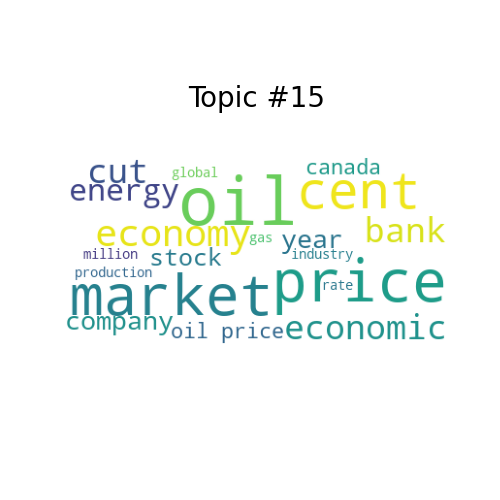 Topic #15
cut
global
canada
energy
oil
cent
economy
gas
year
bank
million
stock
industry
production
market
price
rate
company
oil price
economic